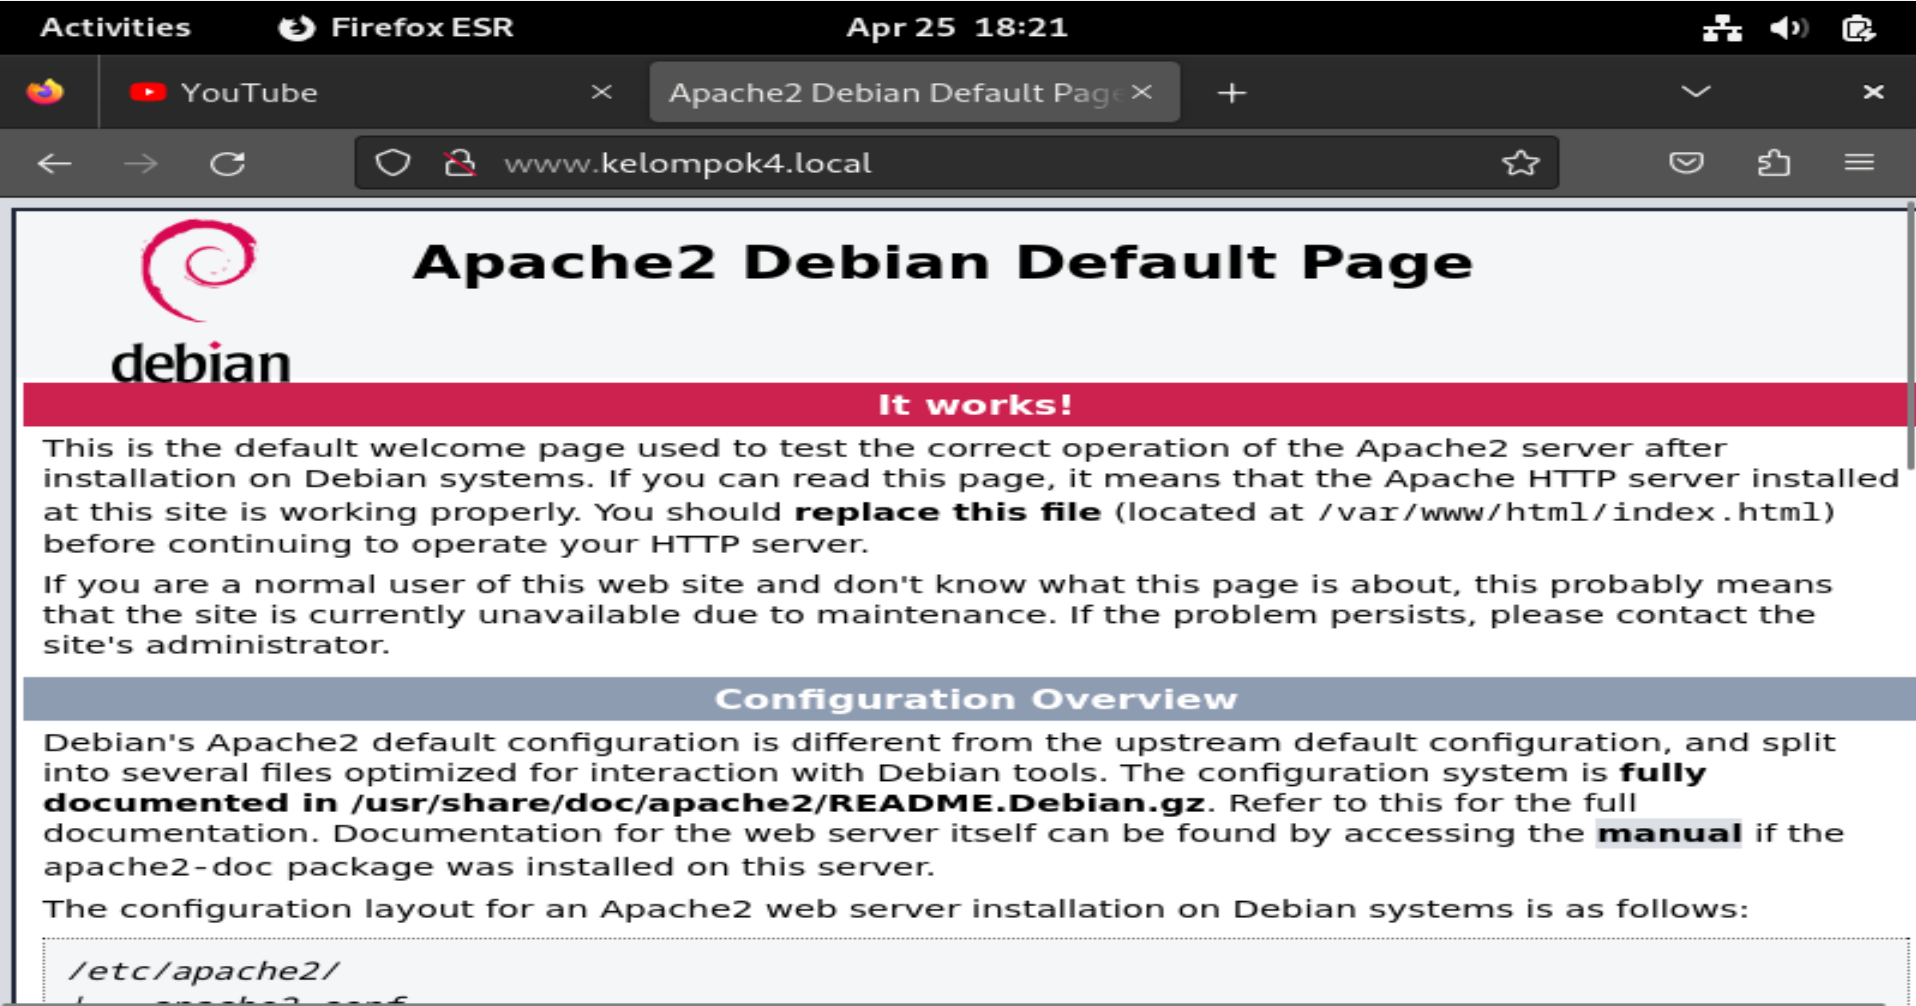 Activities Firefox ESR Apr 25 18:21
YouTube Apache2 Debian Default Page
www.kelompok4.local
Apache2 Debian Default Page
debian
It works!
This is the default welcome page used to test the correct operation of the Apache2 server after
installation on Debian systems. If you can read this page, it means that the Apache HTTP server installed
at this site is working properly. You should replace this file (located at /var/www/html/index.html)
before continuing to operate your HTTP server.
If you are a normal user of this web site and don't know what this page is about, this probably means
that the site is currently unavailable due to maintenance. If the problem persists, please contact the
site's administrator.
Configuration Overview
Debian's Apache2 default configuration is different from the upstream default configuration, and split
into several files optimized for interaction with Debian tools. The configuration system is fully
documented in /usr/share/doc/apache2/README.Debian.gz. Refer to this for the full
documentation. Documentation for the web server itself can be found by accessing the manual if the
apache2-doc package was installed on this server.
The configuration layout for an Apache2 web server installation on Debian systems is as follows:
/etc/apache2/
apache2.conf